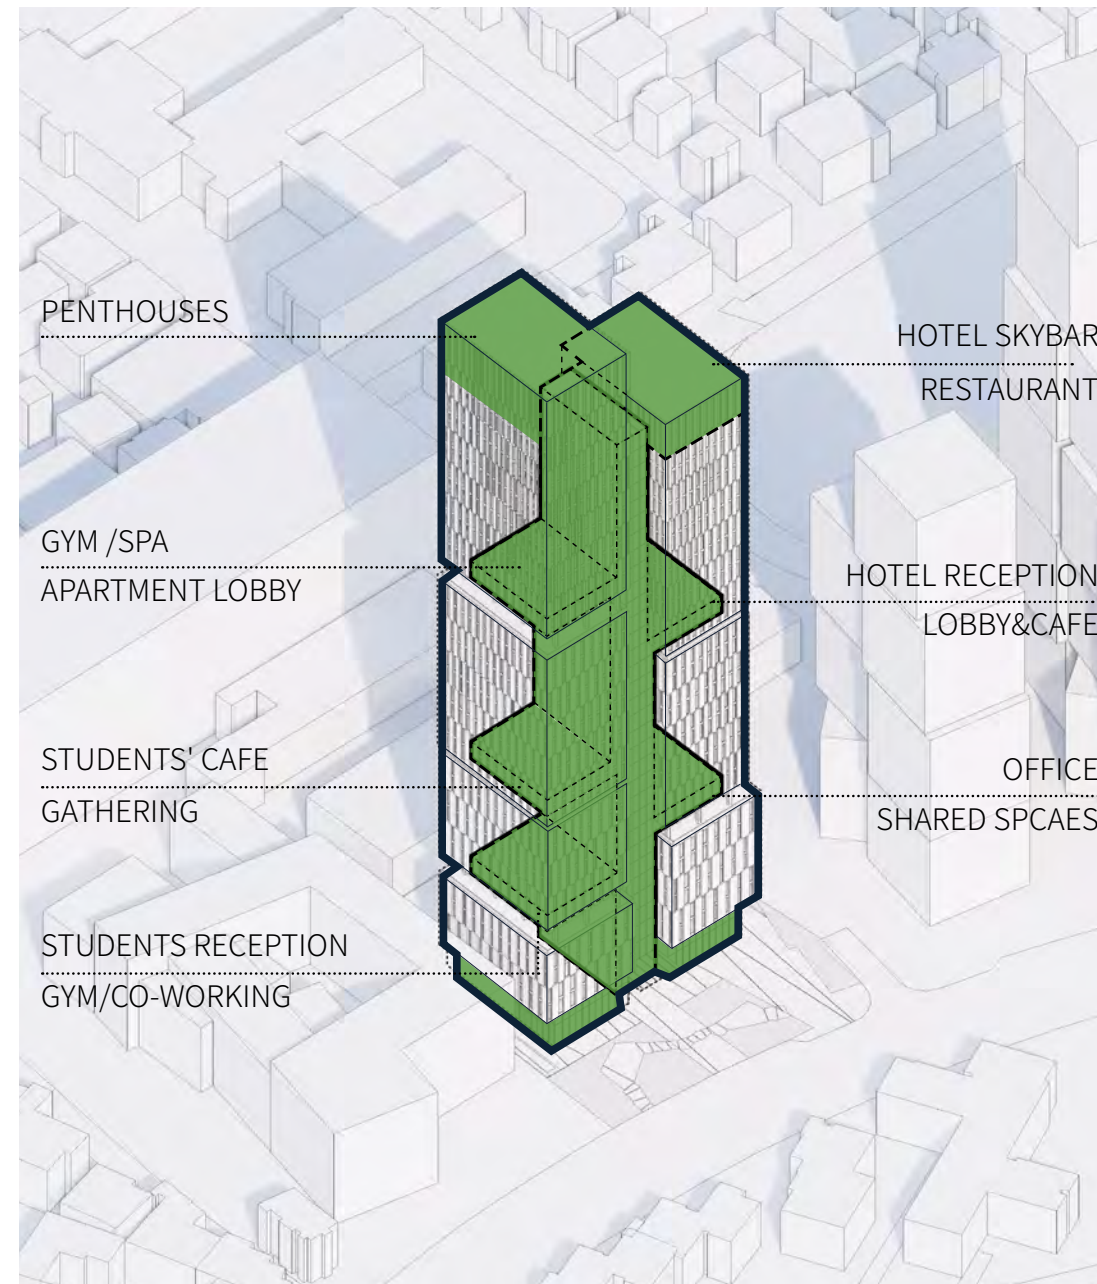 PENTHOUSES
HOTEL SKYBAR
RESTAURANT
GYM /SPA
APARTMENT LOBBY
HOTEL RECEPTION
LOBBY&CAFE
STUDENTS' CAFE
GATHERING
OFFICE
SHARED SPCAES
STUDENTS RECEPTION
GYM/CO-WORKING